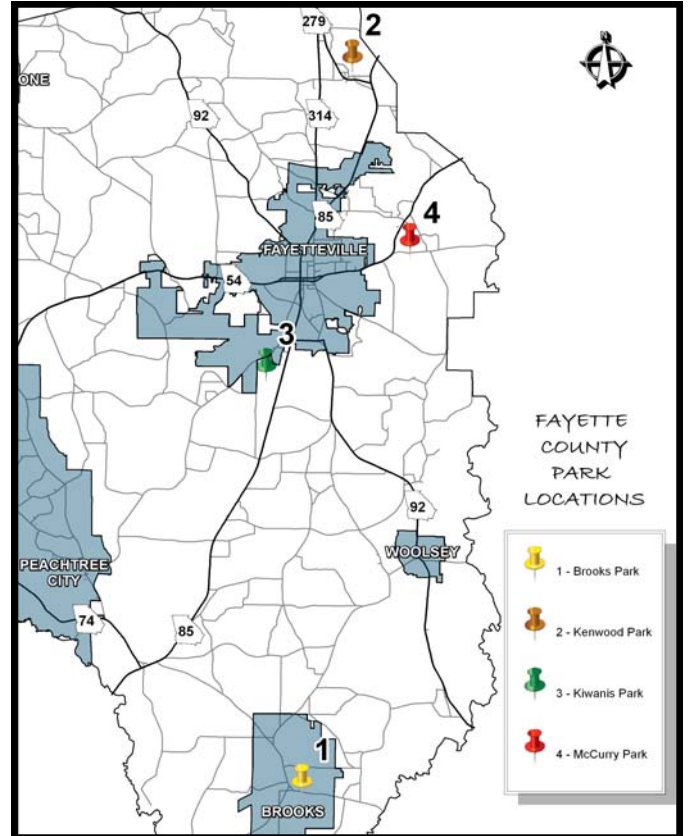 279
2
N
ONE
92
314
85
4
FAYETTEVILLE
54
3
FAYETTE
COUNTY
PARK
LOCATIONS
92
WOOLSEY
PEACHTREE
CITY
74
85
1
BROOKS
1 - Brooks Park
2 - Kenwood Park
3 - Kiwanis Park
4 - McCurry Park